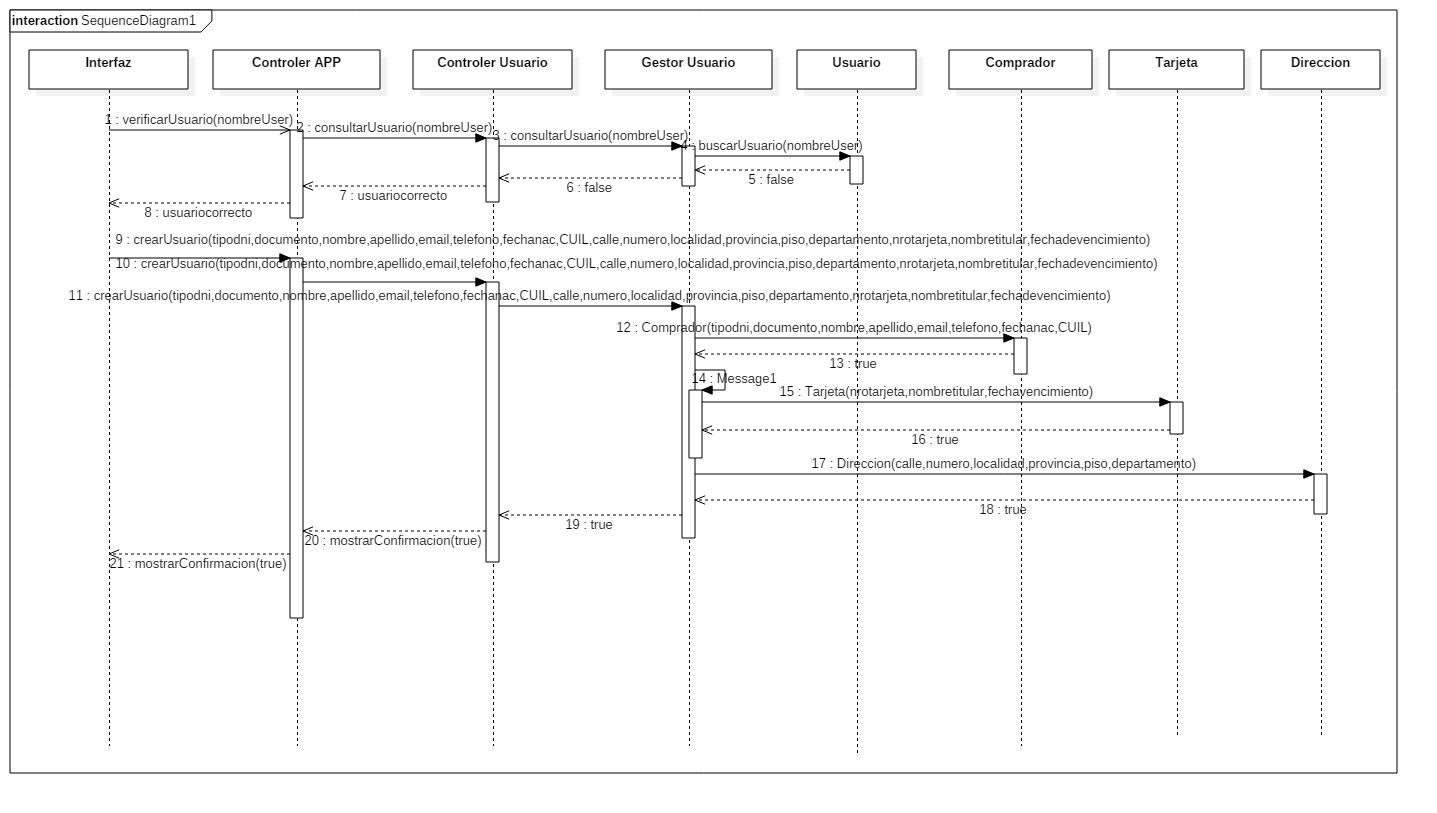 interaction SequenceDiagram1
Interfaz
Controler APP
Controler Usuario
Gestor Usuario
Usuario
Comprador
Tarjeta
Direccion
1 : verificarUsuario(nombreUser)
2 : consultarUsuario(nombreUser)
3 : consultarUsuario(nombreUser)
4 : buscarUsuario(nombreUser)
5 : false
6 : false
7 : usuariocorrecto
8 : usuariocorrecto
9 : crearUsuario(tipodni,documento,nombre,apellido,email,telefono,fechanac,CUIL,calle,numero,localidad,provincia,piso,departamento,nrotarjeta,nombretitular,fechadevencimiento)
10 : crearUsuario(tipodni,documento,nombre,apellido,email,telefono,fechanac,CUIL,calle,numero,localidad,provincia,piso,departamento,nrotarjeta,nombretitular,fechadevencimiento)
11 : crearUsuario(tipodni,documento,nombre,apellido,email,telefono,fechanac,CUIL,calle,numero,localidad,provincia,piso,departamento,nrotarjeta,nombretitular,fechadevencimiento)
12 : Comprador(tipodni,documento,nombre,apellido,email,telefono,fechanac,CUIL)
13 : true
14 : Message1
15 : Tarjeta(nrotarjeta,nombretitular,fechavencimiento)
16 : true
17 : Direccion(calle,numero,localidad,provincia,piso,departamento)
18 : true
19 : true
20 : mostrarConfirmacion(true)
21 : mostrarConfirmacion(true)